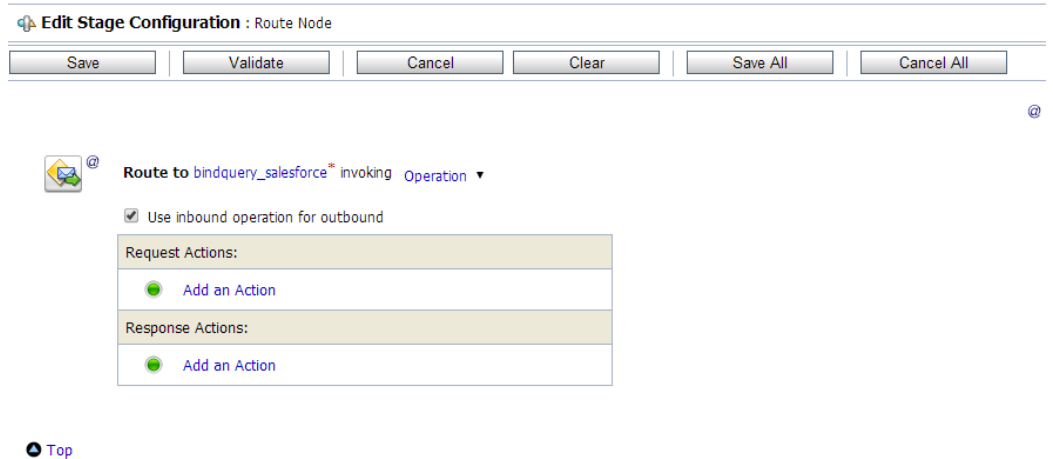 Edit Stage Configuration : Route Node
Save Validate Cancel Clear Save All Cancel All
@
@
Route to bindquery_salesforce* invoking Operation ▼
Use inbound operation for outbound
Request Actions:
Add an Action
Response Actions:
Add an Action
Top